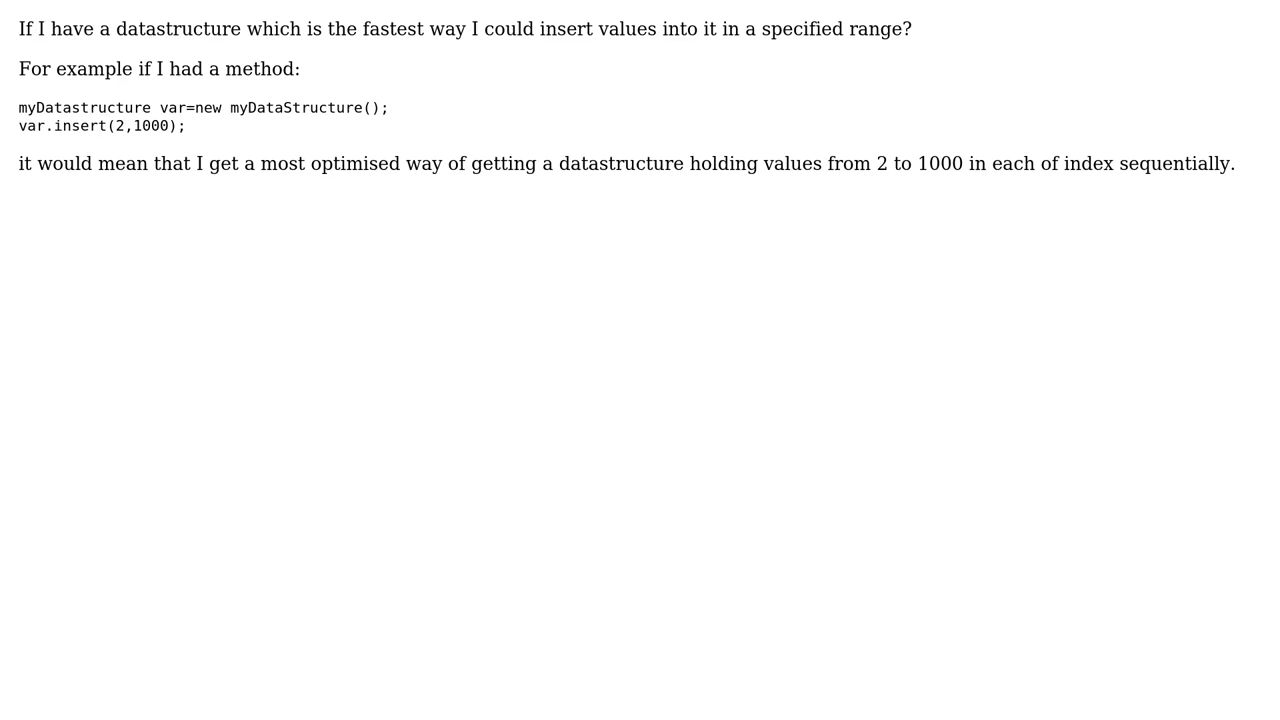 If I have a datastructure which is the fastest way I could insert values into it in a specified range?
For example if I had a method:
myDatastructure var=new myDataStructure();
var.insert(2,1000);
it would mean that I get a most optimised way of getting a datastructure holding values from 2 to 1000 in each of index sequentially.